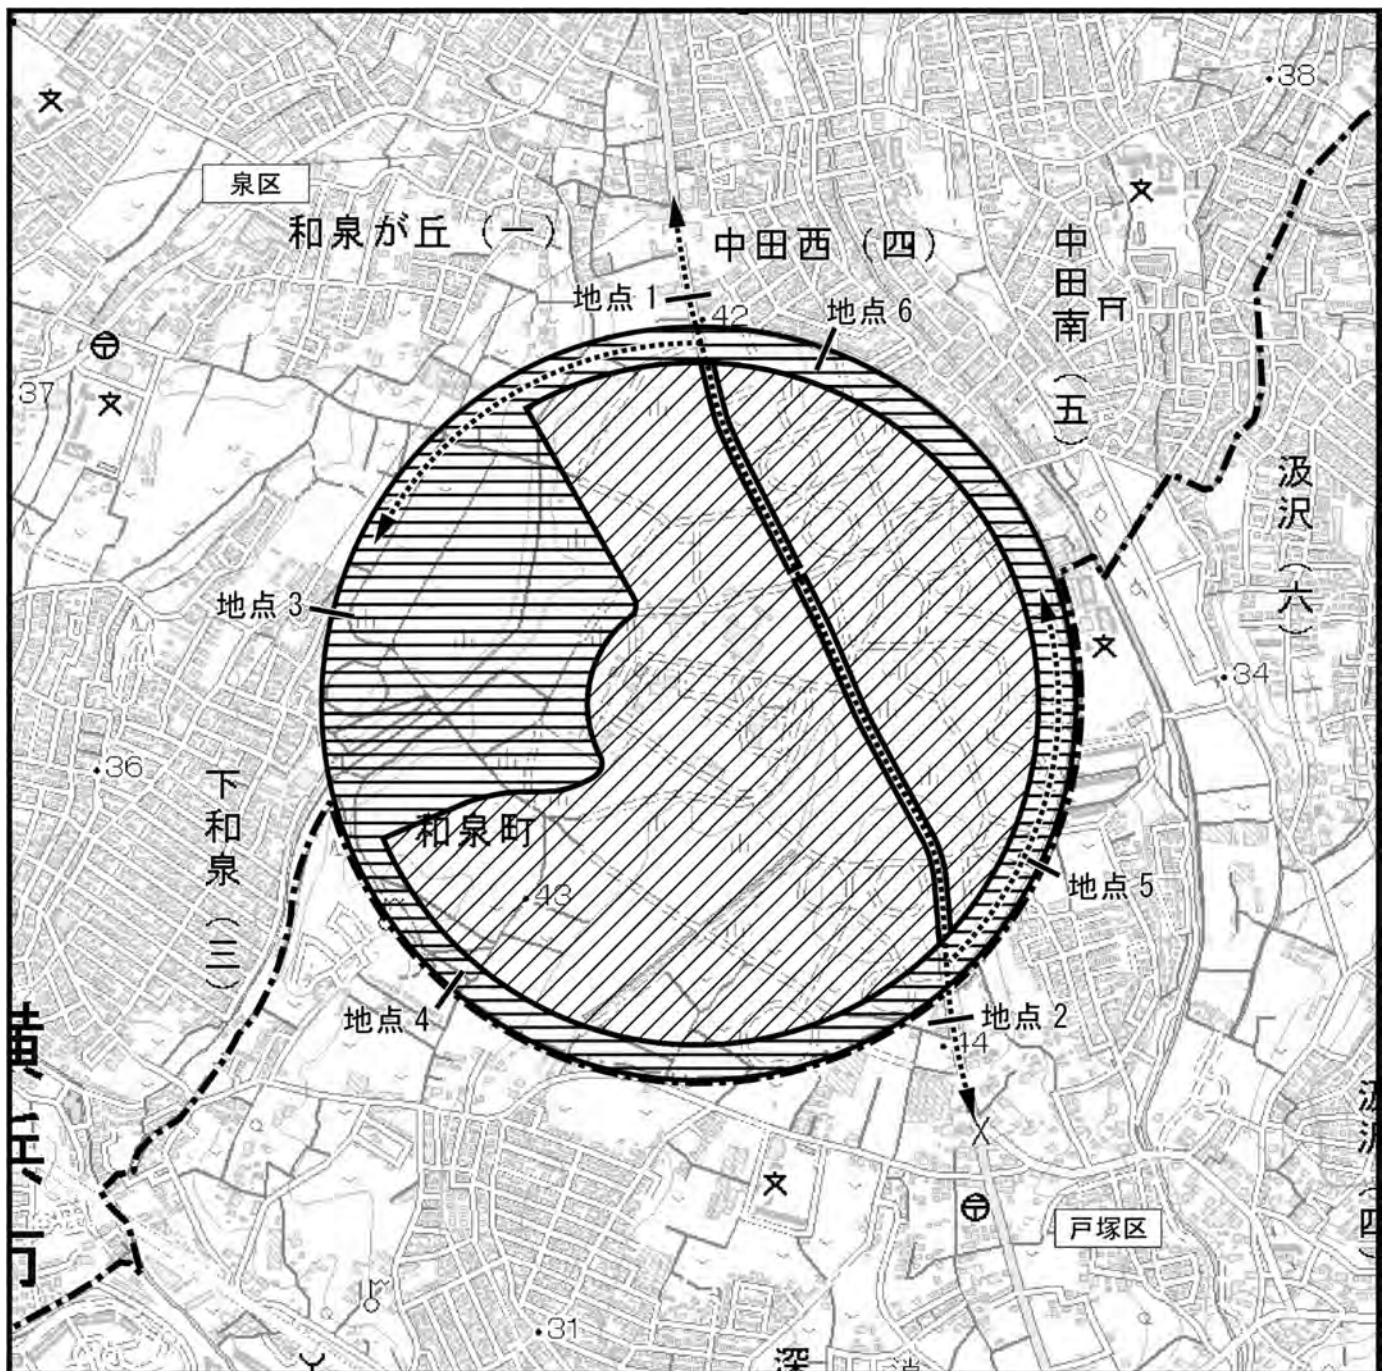 38
泉区
和泉が丘（一）
中田西（四）
中田南（五）
地点1
42
地点6
37
汲沢（六）
地点3
34
36
下和泉（三）
和泉町
43
地点5
地点4
地点2
44
戸塚区
31
深